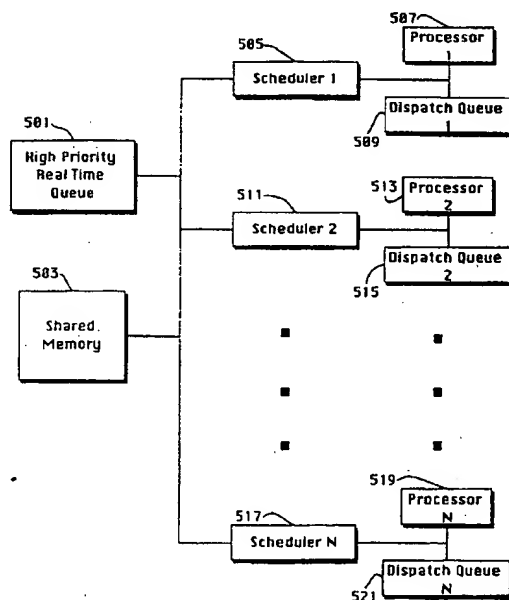 507
Processor
1
505
Scheduler 1
Dispatch Queue
1
509
501
High Priority
Real Time
Queue
513
Processor
2
511
Scheduler 2
Dispatch Queue
2
515
503
Shared
Memory
519
Processor
N
517
Scheduler N
Dispatch Queue
N
521